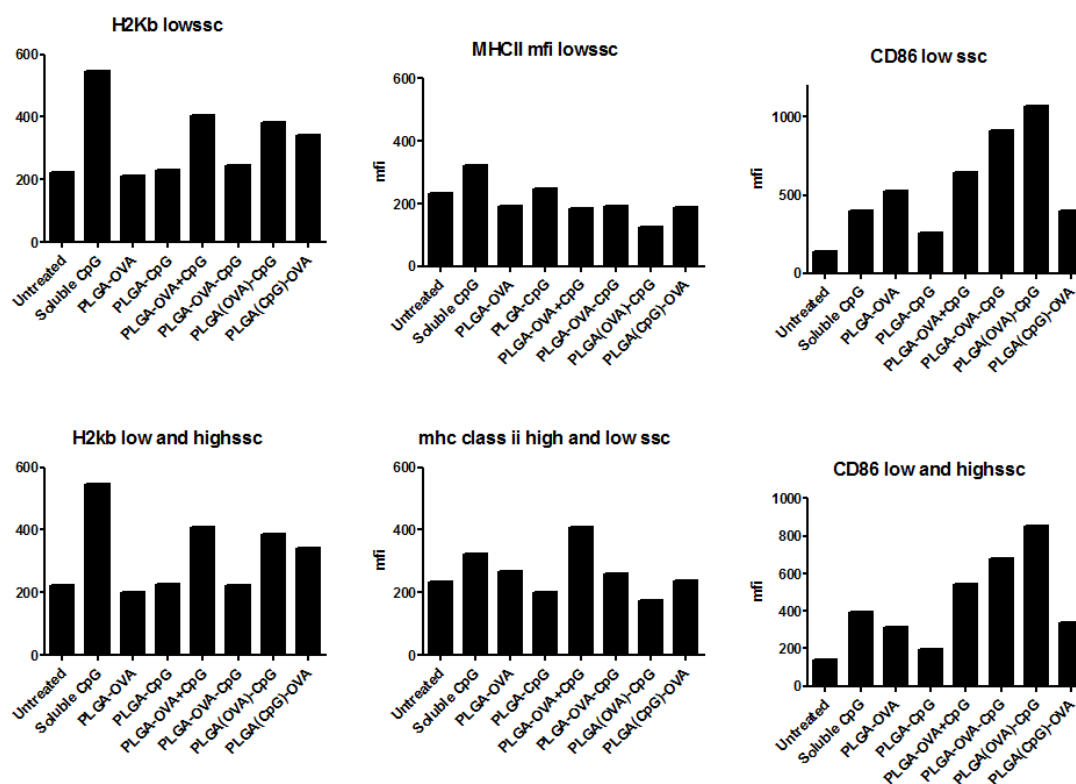 H2Kb lowssc
600
400
200
0
Untreated
Soluble CpG
PLGA-OVA
PLGA-CpG
PLGA-OVA+CpG
PLGA-OVA-CpG
PLGA(OVA)-CpG
PLGA(CpG)-OVA
MHCII mfi lowssc
mfi
600
400
200
0
Untreated
Soluble CpG
PLGA-OVA
PLGA-CpG
PLGA-OVA+CpG
PLGA-OVA-CpG
PLGA(OVA)-CpG
PLGA(CpG)-OVA
CD86 low ssc
mfi
1000
500
0
Untreated
Soluble CpG
PLGA-OVA
PLGA-CpG
PLGA-OVA+CpG
PLGA-OVA-CpG
PLGA(OVA)-CpG
PLGA(CpG)-OVA
H2kb low and highssc
600
400
200
0
Untreated
Soluble CpG
PLGA-OVA
PLGA-CpG
PLGA-OVA+CpG
PLGA-OVA-CpG
PLGA(OVA)-CpG
PLGA(CpG)-OVA
mhc class ii high and low ssc
mfi
600
400
200
0
Untreated
Soluble CpG
PLGA-OVA
PLGA-CpG
PLGA-OVA+CpG
PLGA-OVA-CpG
PLGA(OVA)-CpG
PLGA(CpG)-OVA
CD86 low and highssc
mfi
1000
800
600
400
200
0
Untreated
Soluble CpG
PLGA-OVA
PLGA-CpG
PLGA-OVA+CpG
PLGA-OVA-CpG
PLGA(OVA)-CpG
PLGA(CpG)-OVA